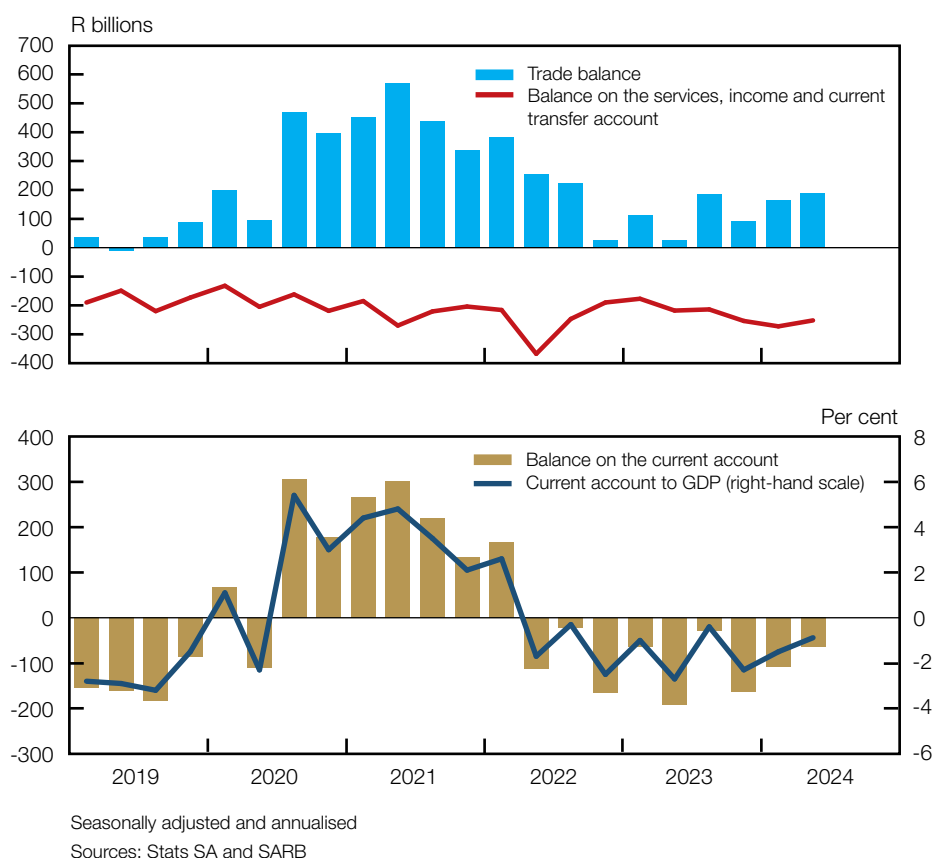 R billions
700
600
500
400
300
200
100
0
-100
-200
-300
-400
Trade balance
Balance on the services, income and current
transfer account
Per cent
400
300
200
100
0
-100
-200
-300
Balance on the current account
Current account to GDP (right-hand scale)
8
6
4
2
0
-2
-4
-6
2019 2020 2021 2022 2023 2024
Seasonally adjusted and annualised
Sources: Stats SA and SARB